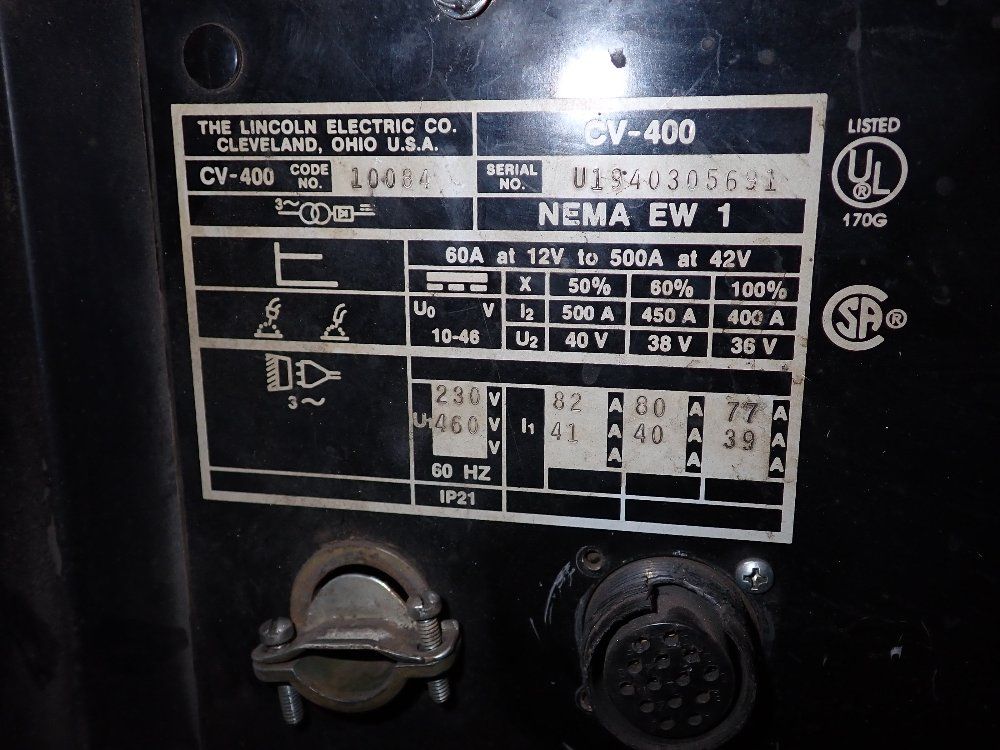 THE LINCOLN ELECTRIC CO.
CLEVELAND, OHIO U.S.A.
CV-400
CV-400 CODE NO. 10084
SERIAL NO. U1940305691
3~
NEMA EW 1
LISTED
UL
®
170G
60A at 12V to 500A at 42V
X 50% 60% 100%
U0 V I2 500 A 450 A 400 A
10-46 U2 40 V 38 V 36 V
SA ®
3~
U1 230 V I1 82 A 80 A 77 A
460 V 41 A 40 A 39 A
V A A A
60 HZ
IP21